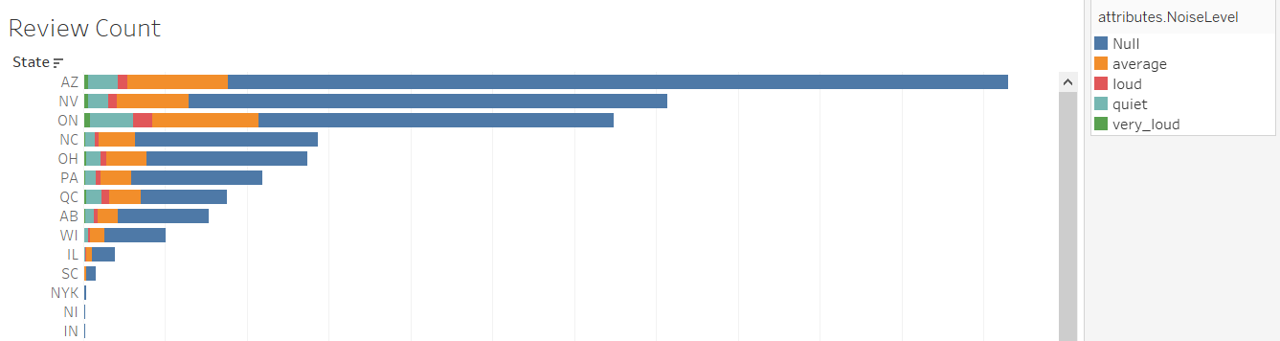 Review Count
State
AZ
NV
ON
NC
OH
PA
QC
AB
WI
IL
SC
NYK
NI
IN
attributes.NoiseLevel
Null
average
loud
quiet
very_loud